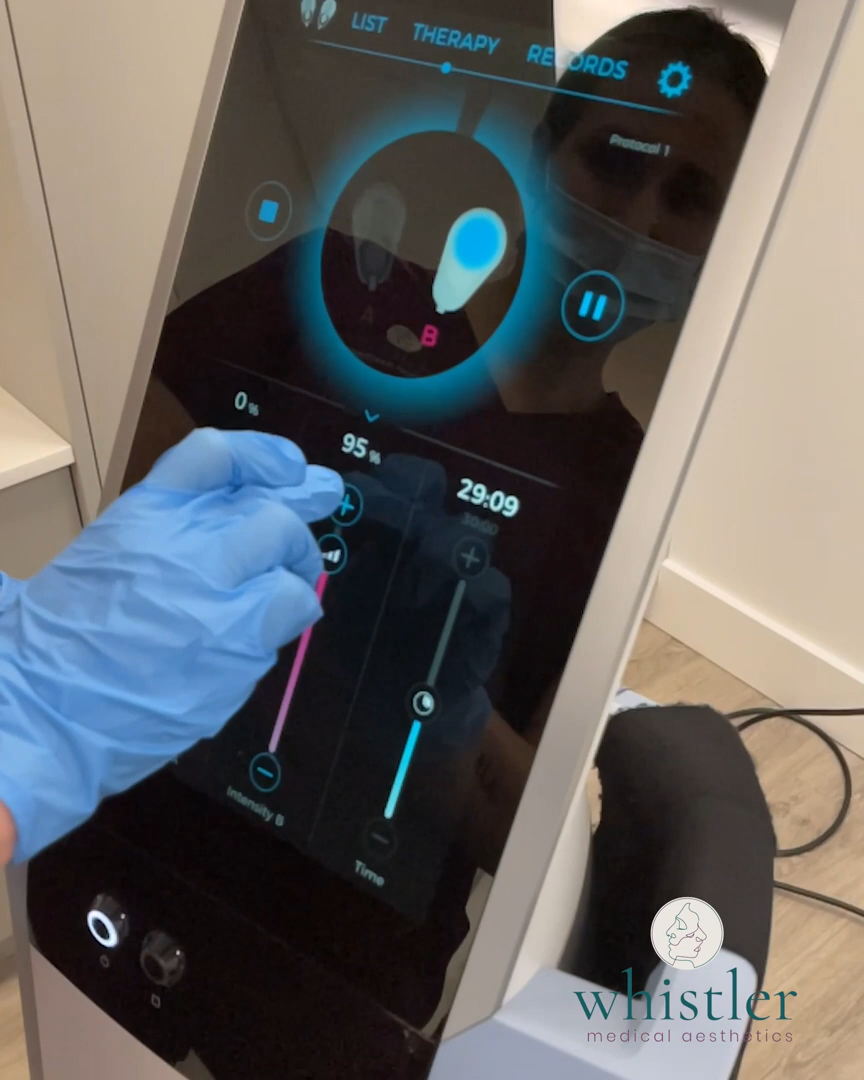 LIST THERAPY RECORDS
Protocol 1
A
B
0 %
95 %
29:09
30:00
Intensity B
Time
whistler
medical aesthetics